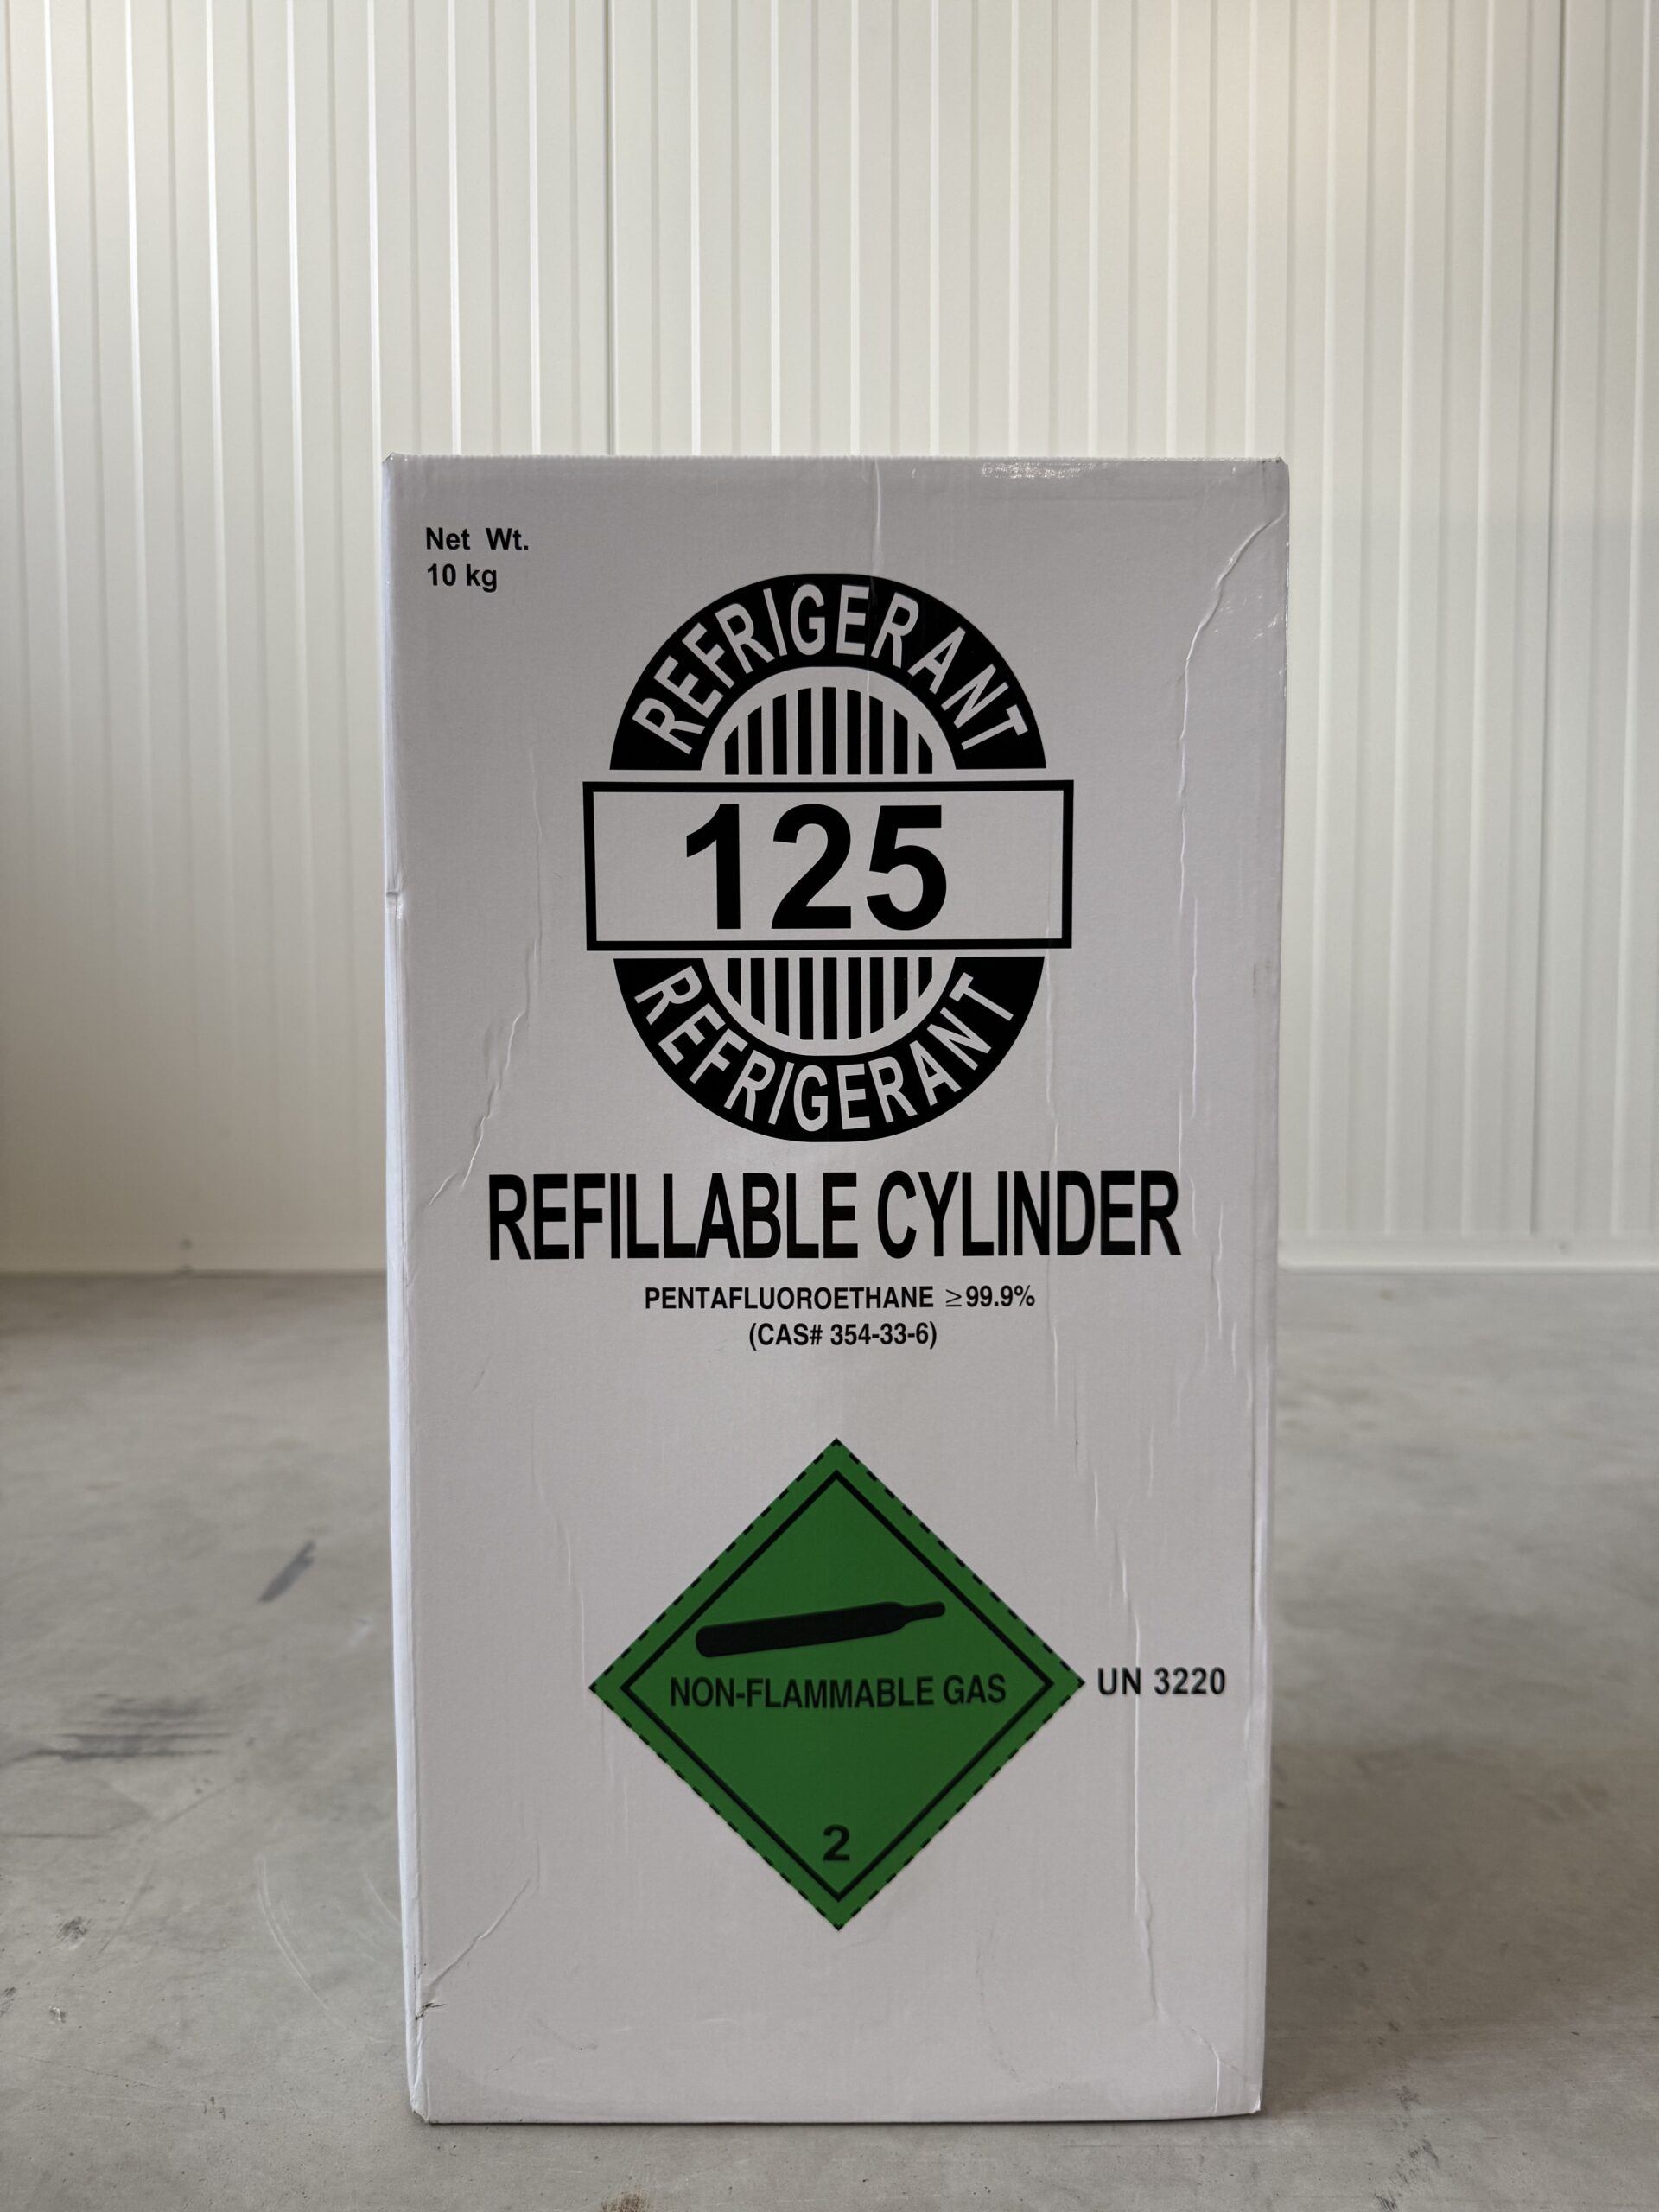 Net Wt.
10 kg
REFRIGERANT
125
REFRIGERANT
REFILLABLE CYLINDER
PENTAFLUOROETHANE ≥99.9%
(CAS# 354-33-6)
NON-FLAMMABLE GAS
UN 3220
2